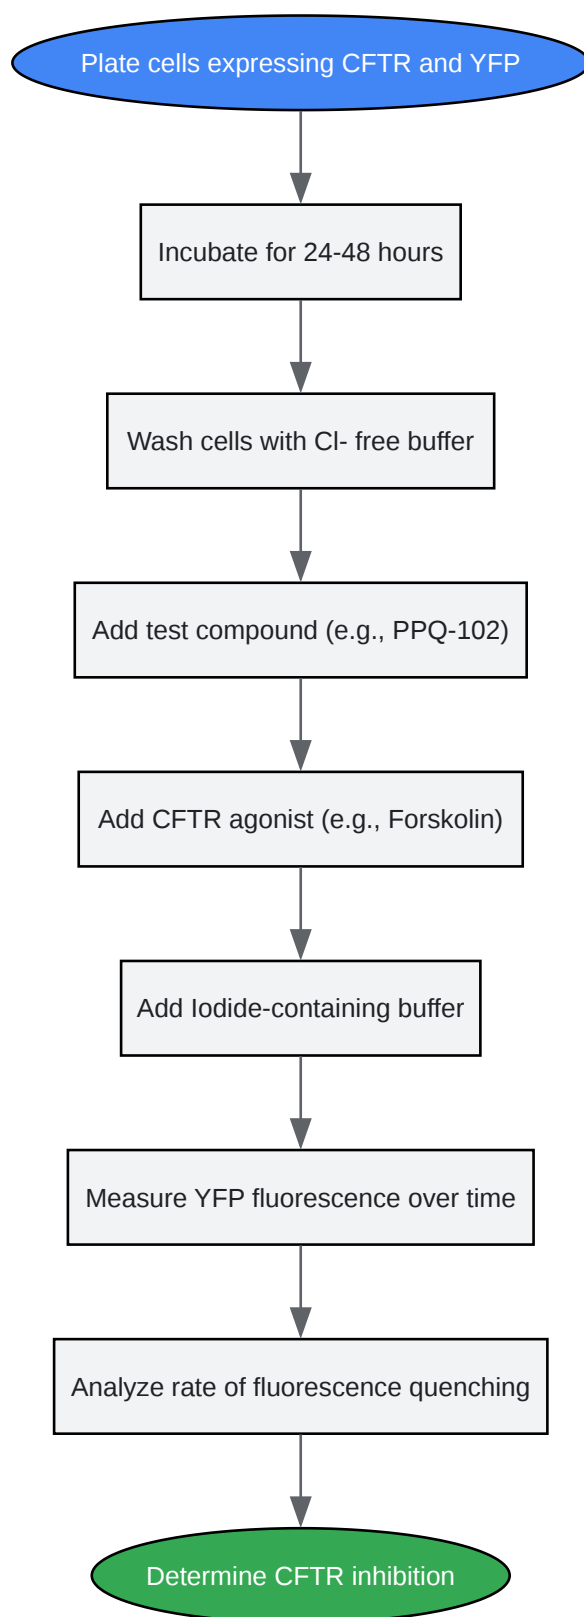 Plate cells expressing CFTR and YFP
Incubate for 24-48 hours
Wash cells with Cl- free buffer
Add test compound (e.g., PPQ-102)
Add CFTR agonist (e.g., Forskolin)
Add Iodide-containing buffer
Measure YFP fluorescence over time
Analyze rate of fluorescence quenching
Determine CFTR inhibition